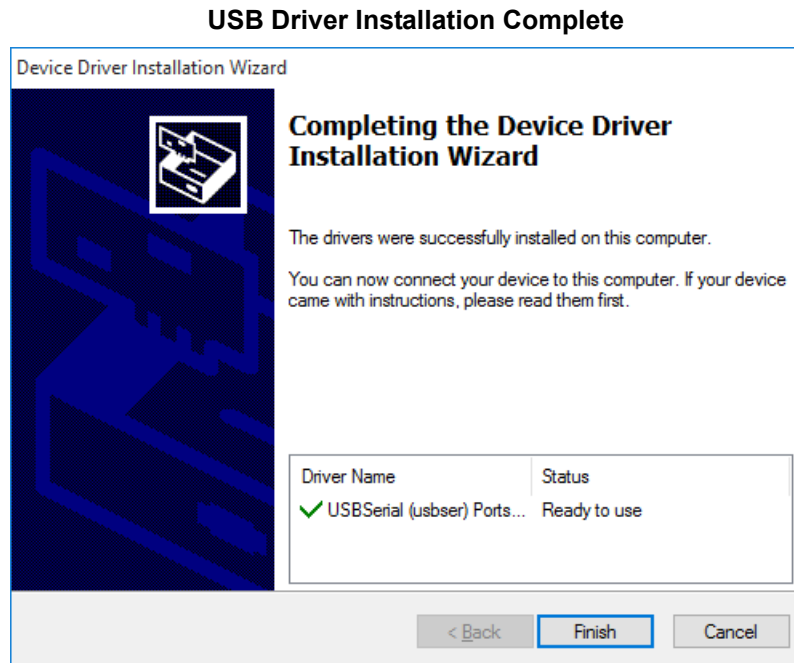 USB Driver Installation Complete
Device Driver Installation Wizard
Completing the Device Driver
Installation Wizard
The drivers were successfully installed on this computer.
You can now connect your device to this computer. If your device
came with instructions, please read them first.
Driver Name Status
USBSerial (usbser) Ports... Ready to use
< Back Finish Cancel